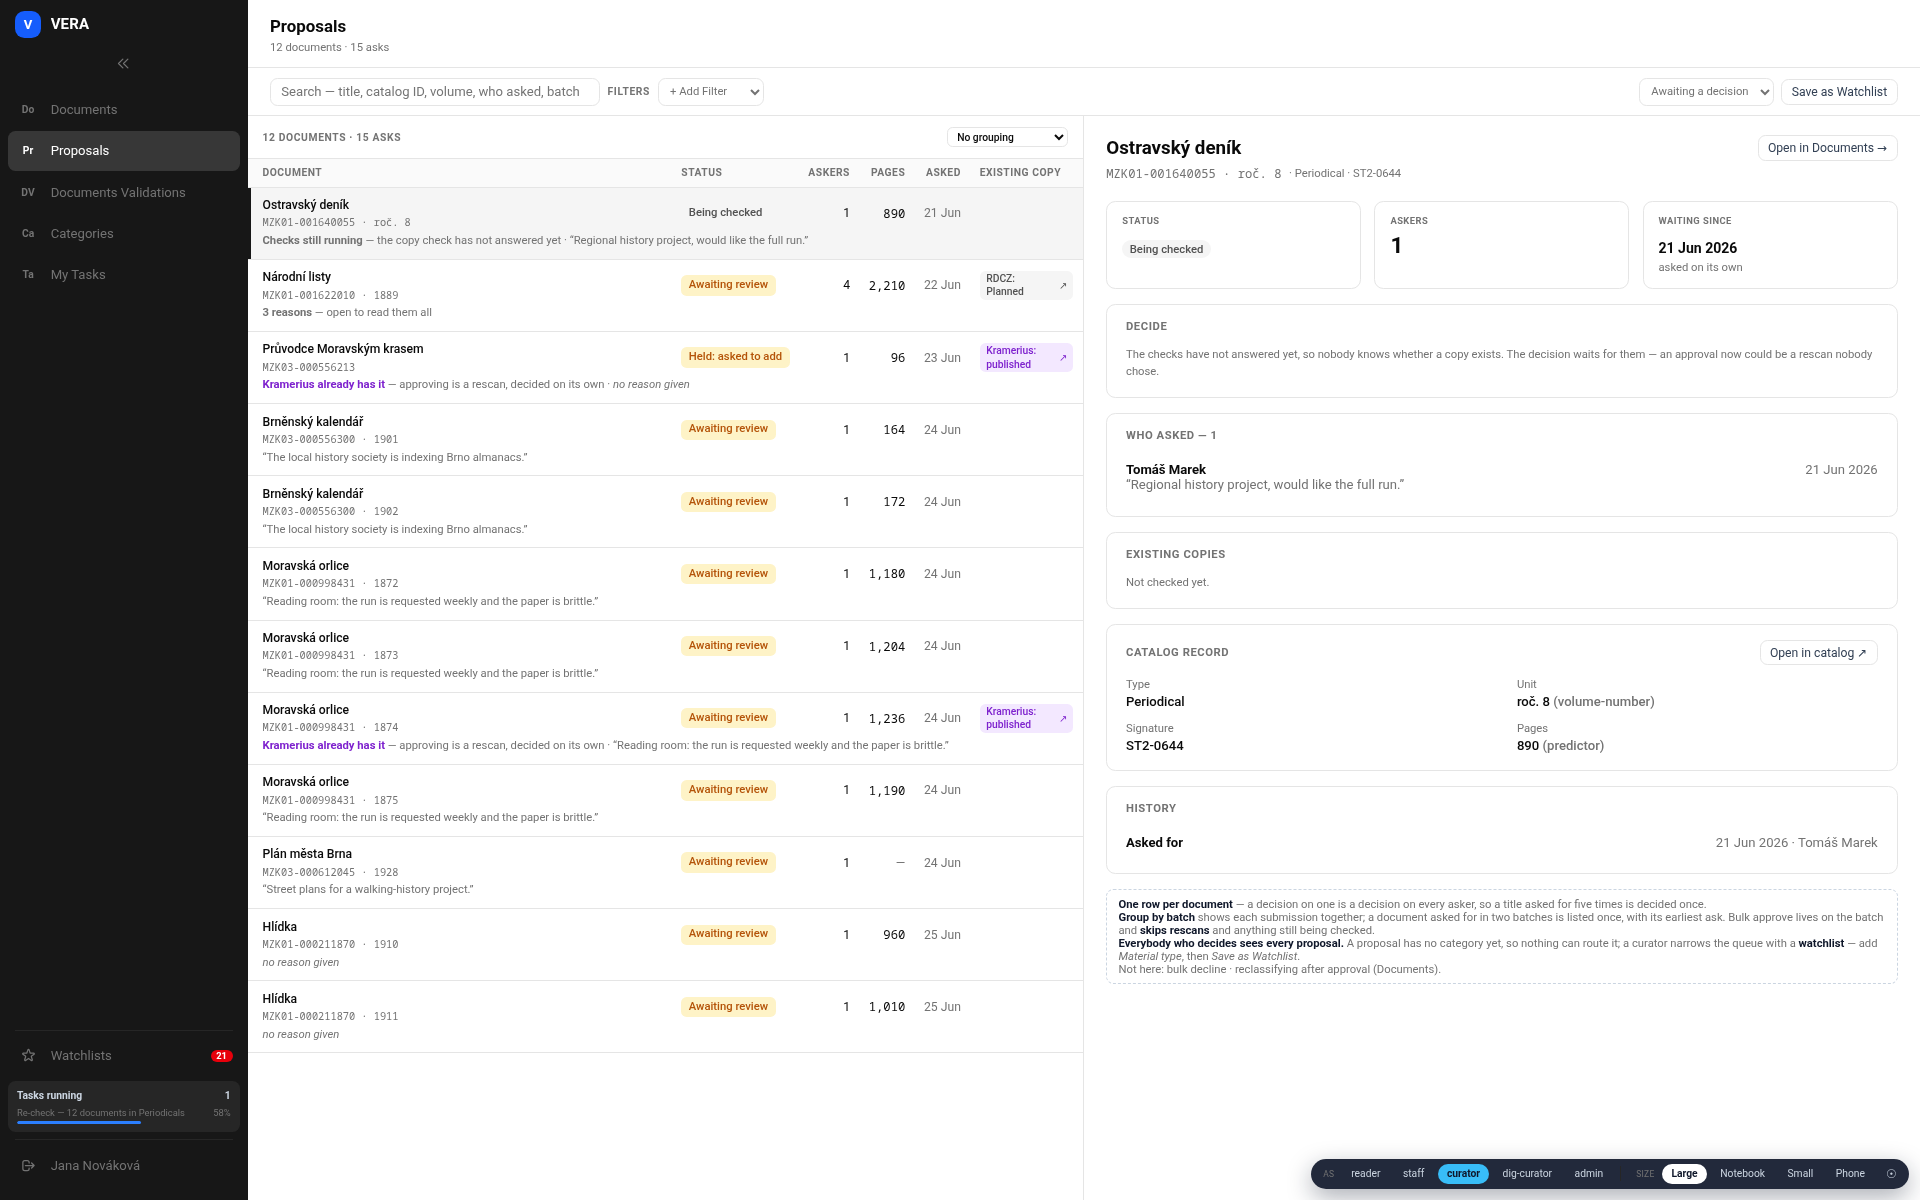 V VERA
Do Documents
Pr Proposals
DV Documents Validations
Ca Categories
Ta My Tasks
Watchlists 21
Tasks running 1
Re-check — 12 documents in Periodicals 58%
Jana Nováková
Proposals
12 documents · 15 asks
Search — title, catalog ID, volume, who asked, batch FILTERS + Add Filter Awaiting a decision Save as Watchlist
12 DOCUMENTS · 15 ASKS No grouping
DOCUMENT STATUS ASKERS PAGES ASKED EXISTING COPY
Ostravský deník Being checked 1 890 21 Jun
MZK01-001640055 · roč. 8
Checks still running — the copy check has not answered yet · “Regional history project, would like the full run.”
Národní listy Awaiting review 4 2,210 22 Jun RDCZ: Planned ↗
MZK01-001622010 · 1889
3 reasons — open to read them all
Průvodce Moravským krasem Held: asked to add 1 96 23 Jun Kramerius: published ↗
MZK03-000556213
Kramerius already has it — approving is a rescan, decided on its own · no reason given
Brněnský kalendář Awaiting review 1 164 24 Jun
MZK03-000556300 · 1901
“The local history society is indexing Brno almanacs.”
Brněnský kalendář Awaiting review 1 172 24 Jun
MZK03-000556300 · 1902
“The local history society is indexing Brno almanacs.”
Moravská orlice Awaiting review 1 1,180 24 Jun
MZK01-000998431 · 1872
“Reading room: the run is requested weekly and the paper is brittle.”
Moravská orlice Awaiting review 1 1,204 24 Jun
MZK01-000998431 · 1873
“Reading room: the run is requested weekly and the paper is brittle.”
Moravská orlice Awaiting review 1 1,236 24 Jun Kramerius: published ↗
MZK01-000998431 · 1874
Kramerius already has it — approving is a rescan, decided on its own · “Reading room: the run is requested weekly and the paper is brittle.”
Moravská orlice Awaiting review 1 1,190 24 Jun
MZK01-000998431 · 1875
“Reading room: the run is requested weekly and the paper is brittle.”
Plán města Brna Awaiting review 1 — 24 Jun
MZK03-000612045 · 1928
“Street plans for a walking-history project.”
Hlídka Awaiting review 1 960 25 Jun
MZK01-000211870 · 1910
no reason given
Hlídka Awaiting review 1 1,010 25 Jun
MZK01-000211870 · 1911
no reason given
Ostravský deník Open in Documents →
MZK01-001640055 · roč. 8 · Periodical · ST2-0644
STATUS ASKERS WAITING SINCE
Being checked 1 21 Jun 2026
asked on its own
DECIDE
The checks have not answered yet, so nobody knows whether a copy exists. The decision waits for them — an approval now could be a rescan nobody
chose.
WHO ASKED — 1
Tomáš Marek 21 Jun 2026
“Regional history project, would like the full run.”
EXISTING COPIES
Not checked yet.
CATALOG RECORD Open in catalog ↗
Type Unit
Periodical roč. 8 (volume-number)
Signature Pages
ST2-0644 890 (predictor)
HISTORY
Asked for 21 Jun 2026 · Tomáš Marek
One row per document — a decision on one is a decision on every asker, so a title asked for five times is decided once.
Group by batch shows each submission together; a document asked for in two batches is listed once, with its earliest ask. Bulk approve lives on the batch
and skips rescans and anything still being checked.
Everybody who decides sees every proposal. A proposal has no category yet, so nothing can route it; a curator narrows the queue with a watchlist — add
Material type, then Save as Watchlist.
Not here: bulk decline · reclassifying after approval (Documents).
AS reader staff curator dig-curator admin SIZE Large Notebook Small Phone